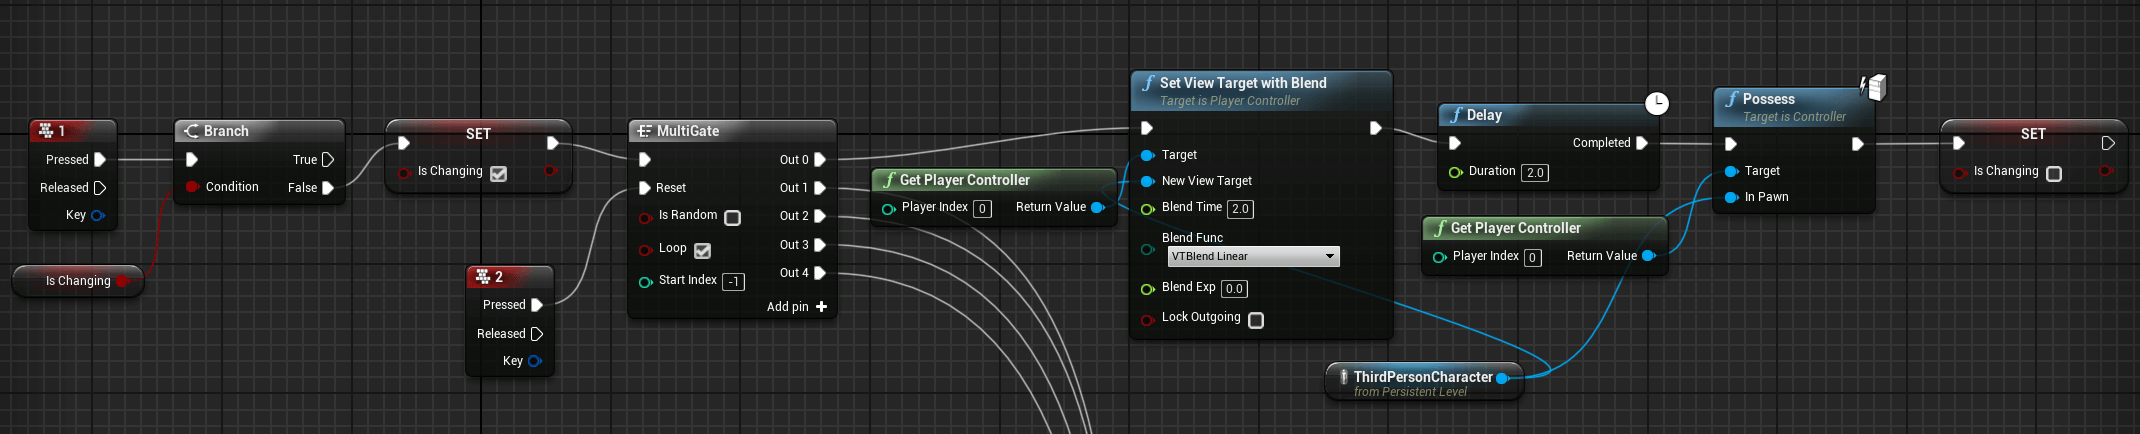 1
Pressed
Released
Key
Is Changing
Branch
True
Condition
False
SET
Is Changing
2
Pressed
Released
Key
MultiGate
Out 0
Reset
Out 1
Is Random
Out 2
Loop
Out 3
Start Index -1
Out 4
Add pin
Get Player Controller
Player Index 0
Return Value
Set View Target with Blend
Target is Player Controller
Target
New View Target
Blend Time 2.0
Blend Func
VTBlend Linear
Blend Exp 0.0
Lock Outgoing
ThirdPersonCharacter
from Persistent Level
Delay
Completed
Duration 2.0
Get Player Controller
Player Index 0
Return Value
Possess
Target is Controller
Target
In Pawn
SET
Is Changing